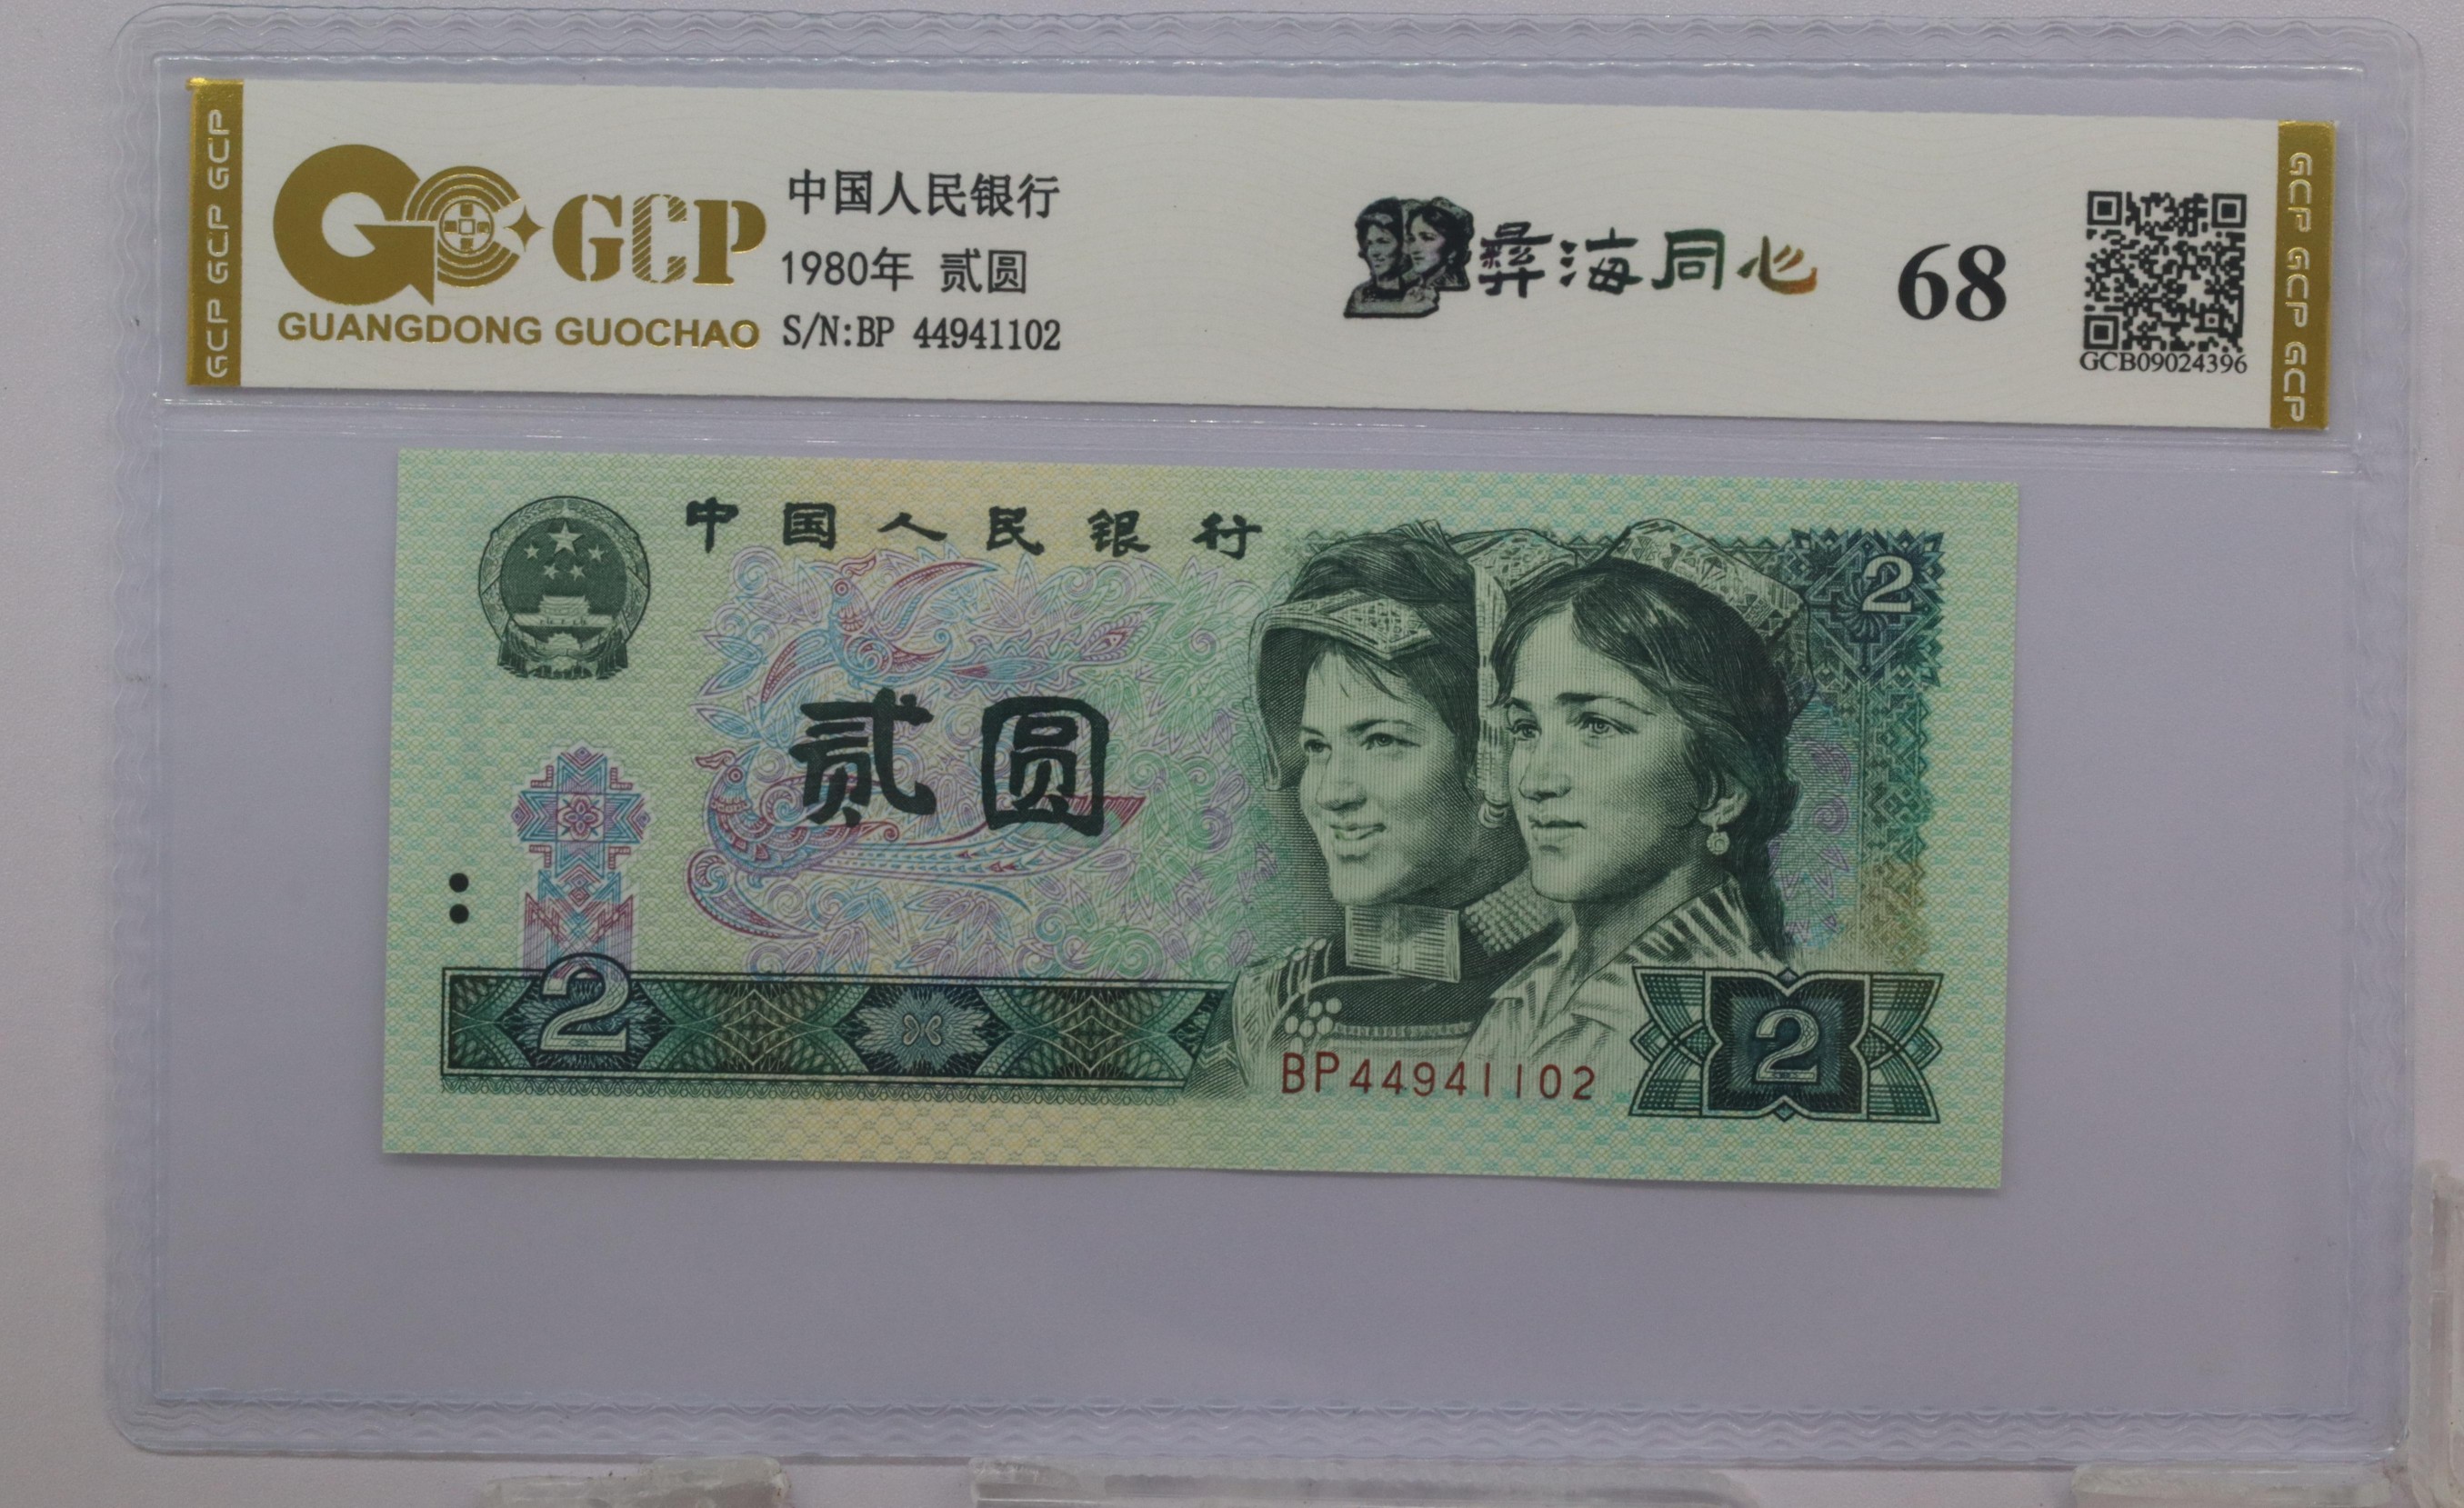 GCP GCP GCP
GCP
GUANGDONG GUOCHAO
中国人民银行
1980年 贰圆
S/N:BP 44941102
彝海同心
68
GCB09024396
GCP GCP GCP
中国人民银行
2
贰圆
2
2
BP44941102